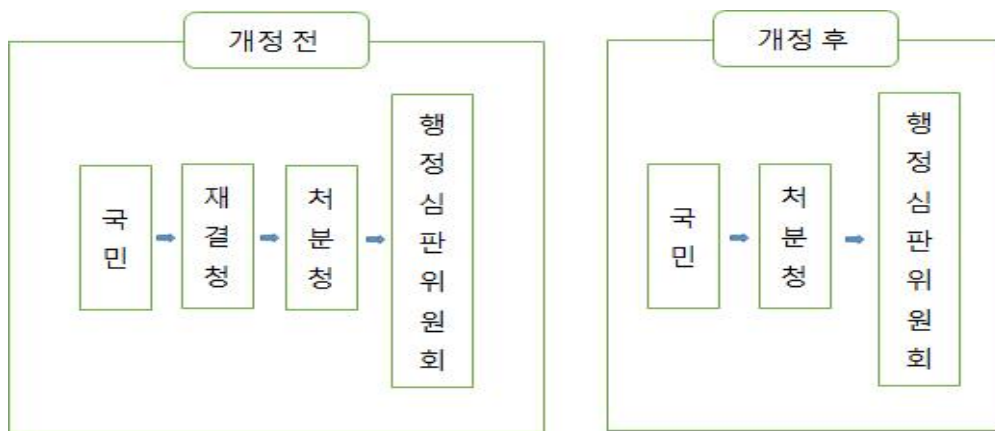 개정 전
국민
재결청
처분청
행정심판위원회
개정 후
국민
처분청
행정심판위원회